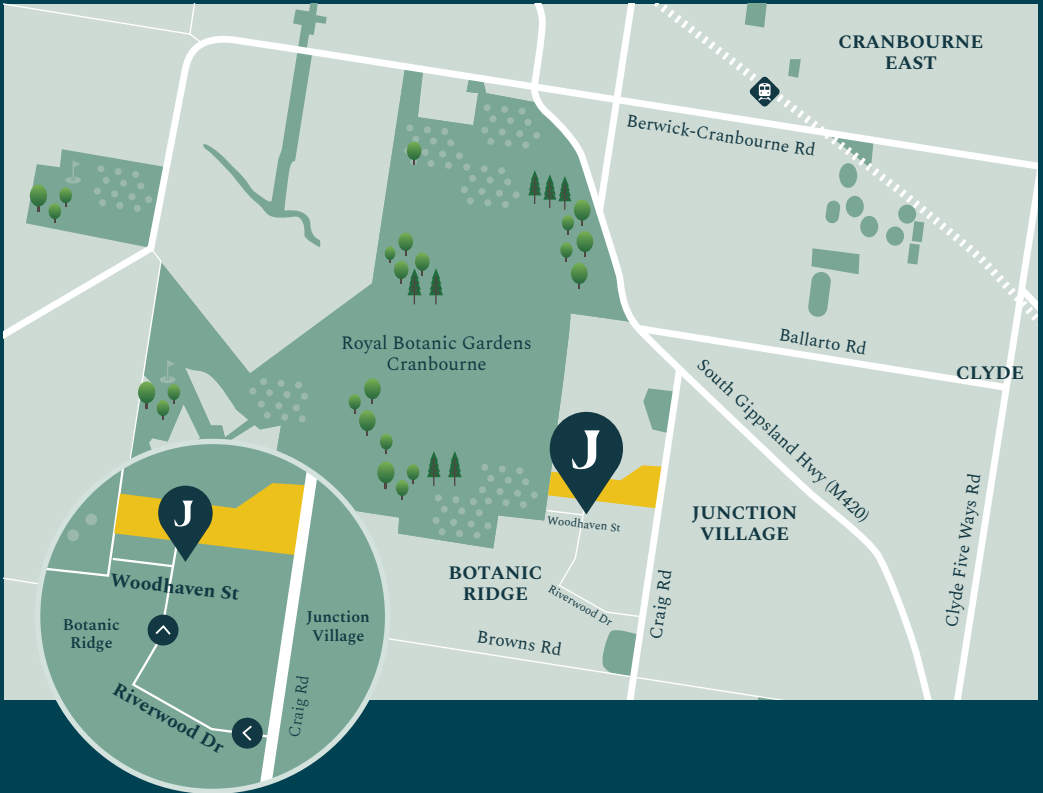 CRANBOURNE
EAST
Berwick-Cranbourne Rd
Royal Botanic Gardens
Cranbourne
Ballarto Rd
CLYDE
South Gippsland Hwy (M420)
J
JUNCTION
VILLAGE
Woodhaven St
BOTANIC
RIDGE
Riverwood Dr
Craig Rd
Clyde Five Ways Rd
Browns Rd
J
Woodhaven St
Botanic
Ridge
Junction
Village
Riverwood Dr
Craig Rd